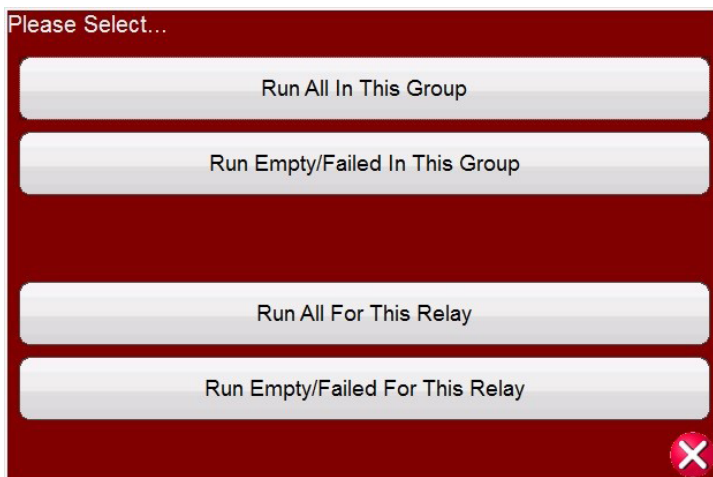 Please Select...
Run All In This Group
Run Empty/Failed In This Group
Run All For This Relay
Run Empty/Failed For This Relay